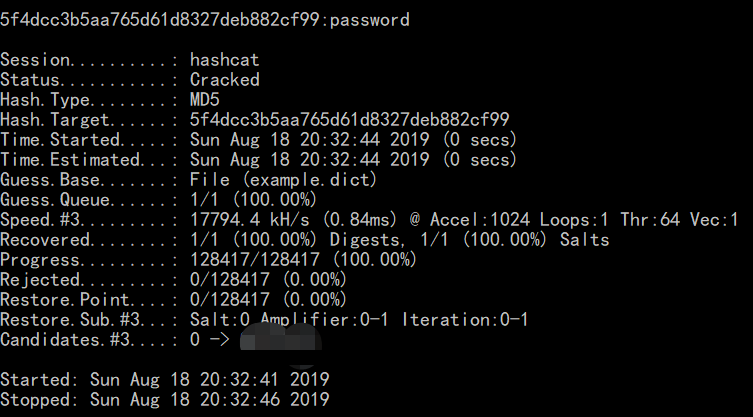 5f4dcc3b5aa765d61d8327deb882cf99:password
Session..........: hashcat
Status...........: Cracked
Hash.Type........: MD5
Hash.Target......: 5f4dcc3b5aa765d61d8327deb882cf99
Time.Started.....: Sun Aug 18 20:32:44 2019 (0 secs)
Time.Estimated...: Sun Aug 18 20:32:44 2019 (0 secs)
Guess.Base.......: File (example.dict)
Guess.Queue......: 1/1 (100.00%)
Speed.#3.........: 17794.4 kH/s (0.84ms) @ Accel:1024 Loops:1 Thr:64 Vec:1
Recovered........: 1/1 (100.00%) Digests, 1/1 (100.00%) Salts
Progress.........: 128417/128417 (100.00%)
Rejected.........: 0/128417 (0.00%)
Restore.Point....: 0/128417 (0.00%)
Restore.Sub.#3...: Salt:0 Amplifier:0-1 Iteration:0-1
Candidates.#3....: 0 ->
Started: Sun Aug 18 20:32:41 2019
Stopped: Sun Aug 18 20:32:46 2019